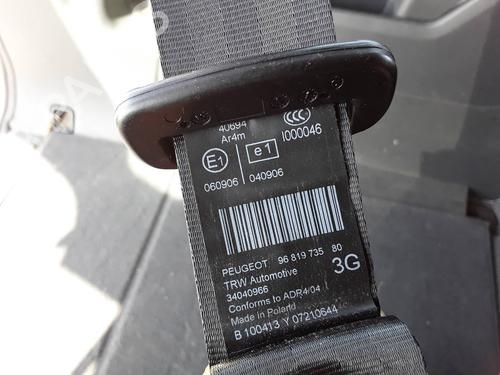 40694
Ar4m
CCC
I000046
E1
e1
060906
040906
PEUGEOT 96 819 735 80
TRW Automotive
3G
34040966
Conforms to ADR4/04
Made in Poland
B 100413 Y 07210644